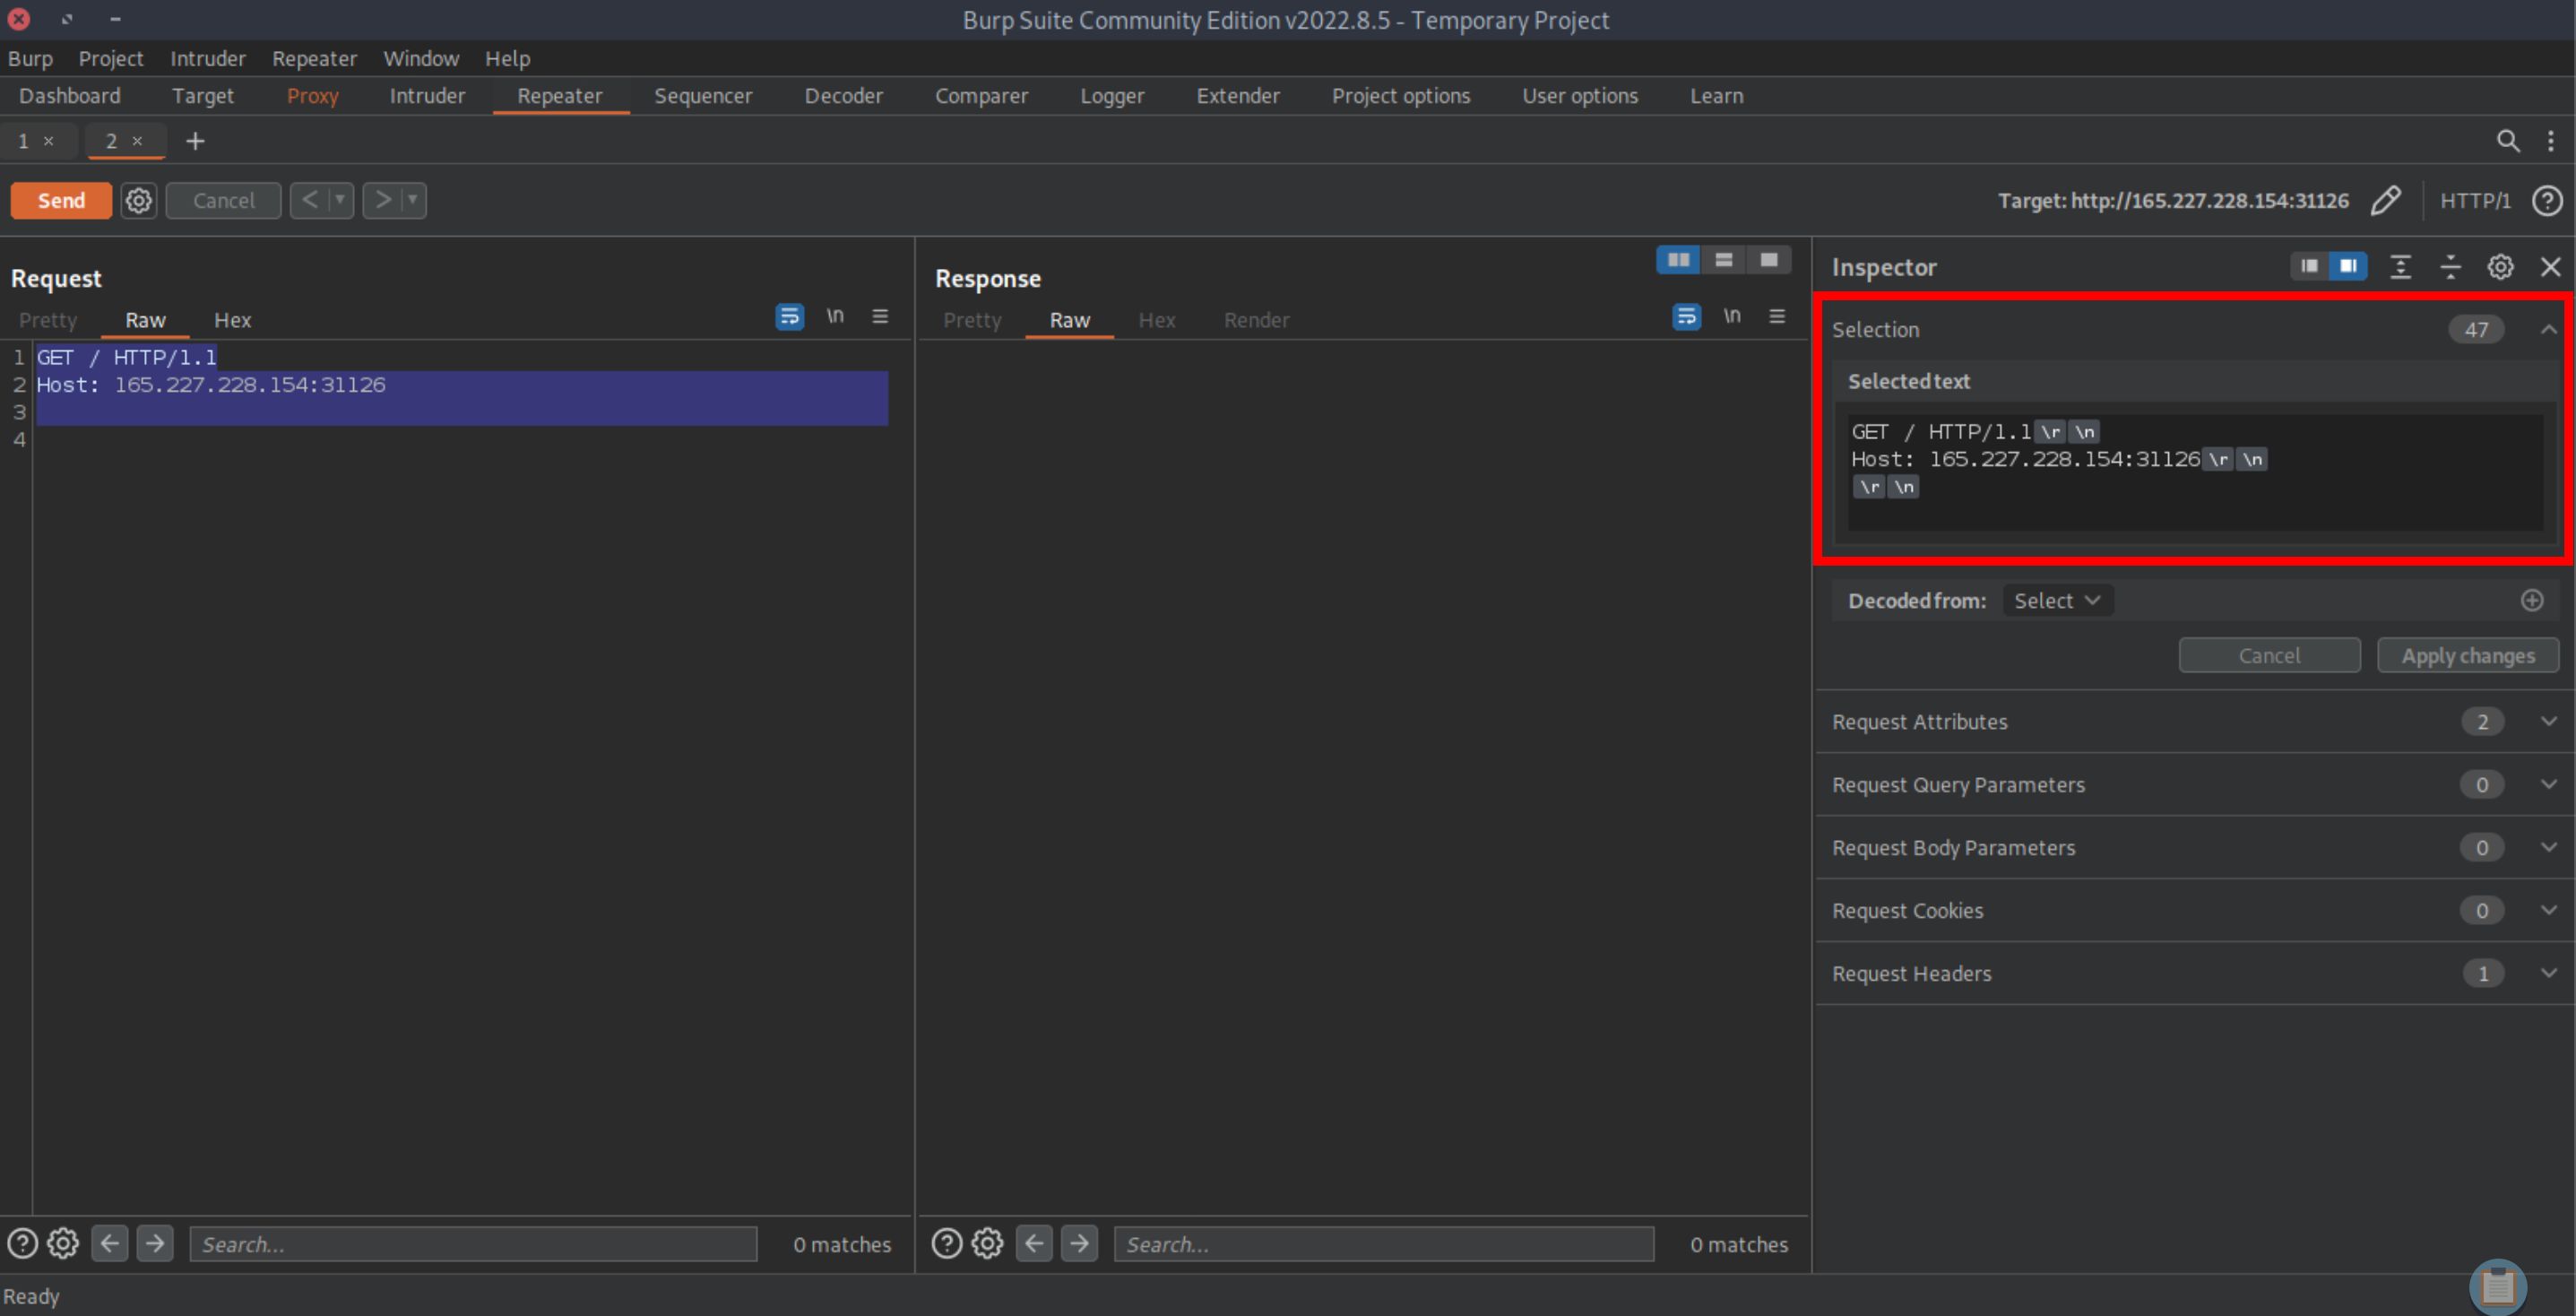 Burp Suite Community Edition v2022.8.5 - Temporary Project
Burp Project Intruder Repeater Window Help
Dashboard Target Proxy Intruder Repeater Sequencer Decoder Comparer Logger Extender Project options User options Learn
1 × 2 × +
Send Cancel < > Target: http://165.227.228.154:31126 HTTP/1 ?
Request
Pretty Raw Hex \n
1 GET / HTTP/1.1
2 Host: 165.227.228.154:31126
3
4
? Search... 0 matches
Response
Pretty Raw Hex Render \n
? Search... 0 matches
Inspector
Selection 47
Selected text
GET / HTTP/1.1 \r \n
Host: 165.227.228.154:31126 \r \n
\r \n
Decoded from: Select
Cancel Apply changes
Request Attributes 2
Request Query Parameters 0
Request Body Parameters 0
Request Cookies 0
Request Headers 1
Ready